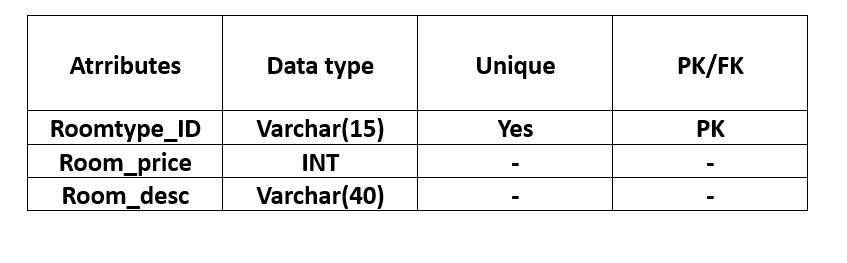 Atrributes Data type Unique PK/FK
Roomtype_ID Varchar(15) Yes PK
Room_price INT - -
Room_desc Varchar(40) - -